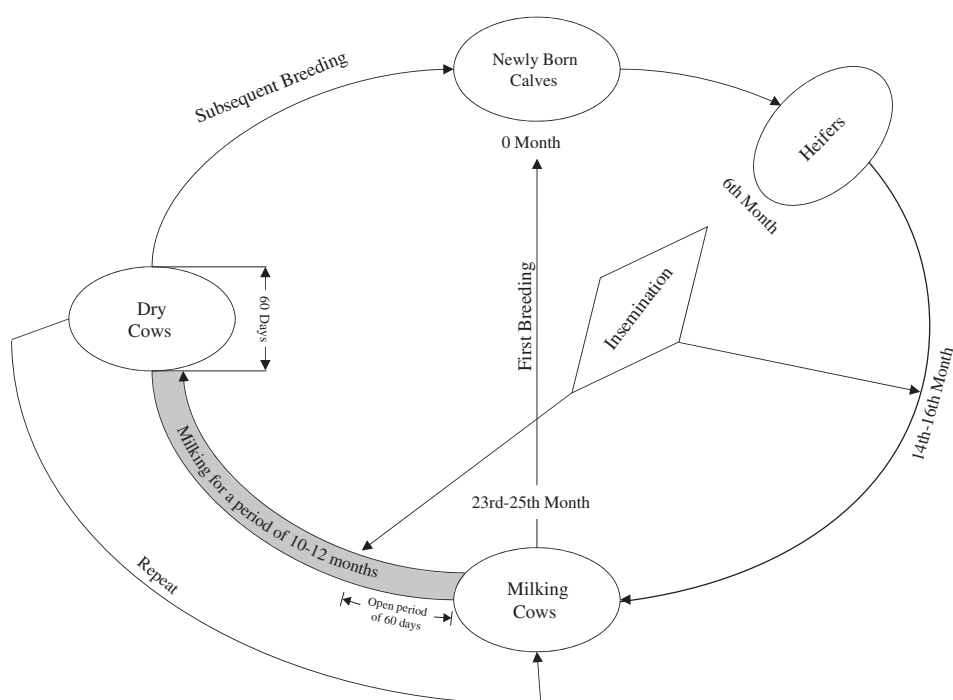 Newly Born
Calves
Subsequent Breeding
0 Month
Heifers
6th Month
Insemination
First Breeding
Dry
Cows
60 Days
14th-16th Month
23rd-25th Month
Milking for a period of 10-12 months
Open period
of 60 days
Milking
Cows
Repeat